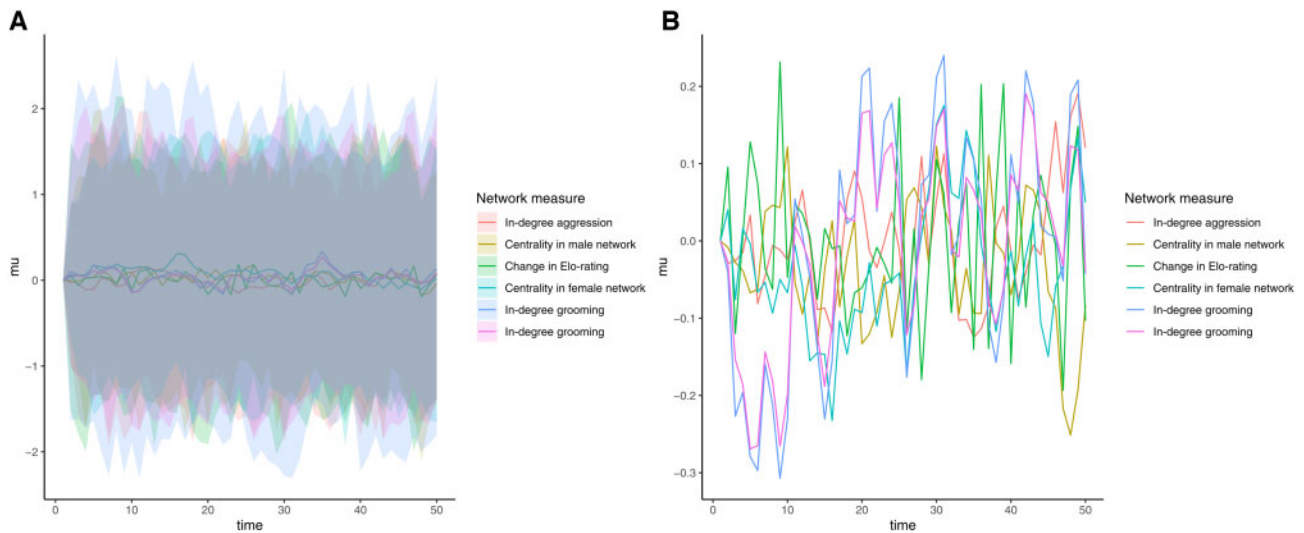 A
mu
2
1
0
−1
−2
0
10
20
30
40
50
time
Network measure
In-degree aggression
Centrality in male network
Change in Elo-rating
Centrality in female network
In-degree grooming
In-degree grooming
B
mu
0.2
0.1
0.0
−0.1
−0.2
−0.3
0
10
20
30
40
50
time
Network measure
In-degree aggression
Centrality in male network
Change in Elo-rating
Centrality in female network
In-degree grooming
In-degree grooming